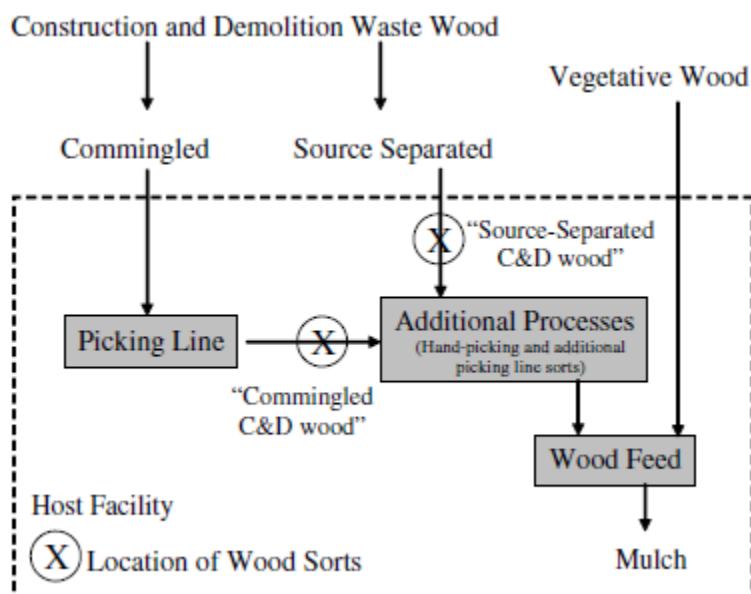 Construction and Demolition Waste Wood
Vegetative Wood
Commingled
Source Separated
X
“Source-Separated
C&D wood”
Picking Line
X
Additional Processes
(Hand-picking and additional
picking line sorts)
“Commingled
C&D wood”
Wood Feed
Host Facility
X Location of Wood Sorts
Mulch